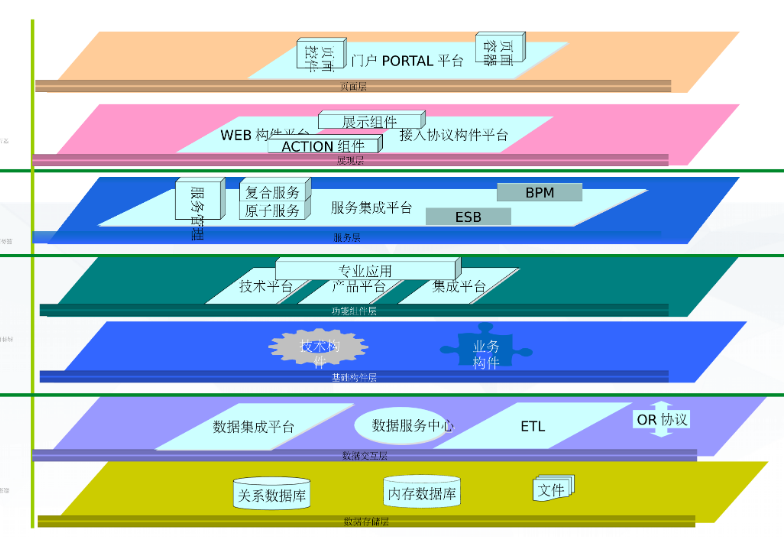 页面
控件
门户 PORTAL 平台
页面
容器
页面层
展示组件
WEB 构件平台
接入协议构件平台
ACTION 组件
展现层
服务管理
复合服务
原子服务
服务集成平台
BPM
ESB
服务层
专业应用
技术平台
产品平台
集成平台
功能组件层
技术构
件
业务
构件
基础构件层
数据集成平台
数据服务中心
ETL
OR 协议
数据交互层
关系数据库
内存数据库
文件
数据存储层